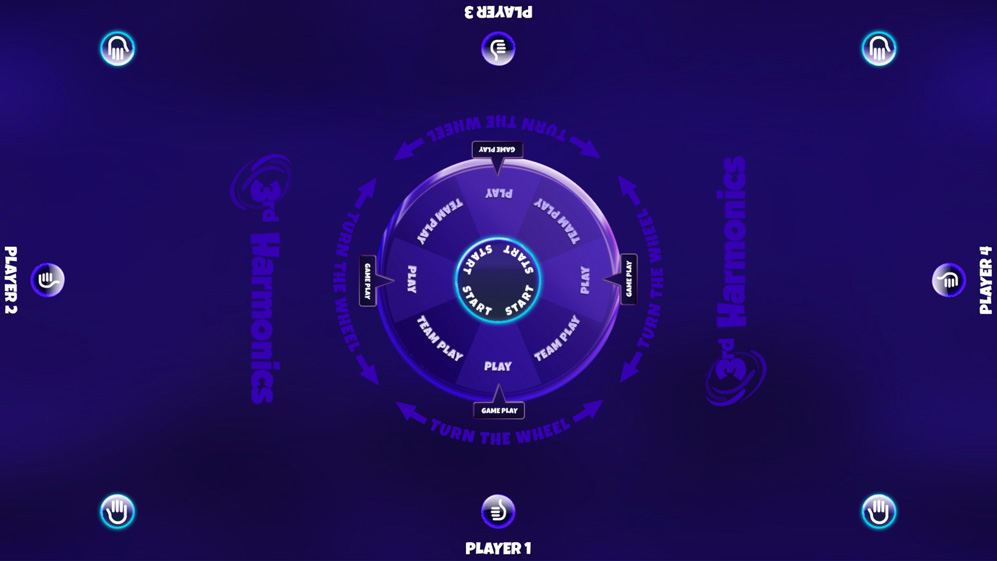 PLAYER 3
TURN THE WHEEL
GAME PLAY
PLAY
TEAM PLAY
TEAM PLAY
3rd Harmonics
3rd Harmonics
TURN THE WHEEL
TURN THE WHEEL
START START
START START
PLAYER 2
GAME PLAY
PLAY
PLAY
GAME PLAY
PLAYER 4
TEAM PLAY
TEAM PLAY
PLAY
GAME PLAY
TURN THE WHEEL
PLAYER 1